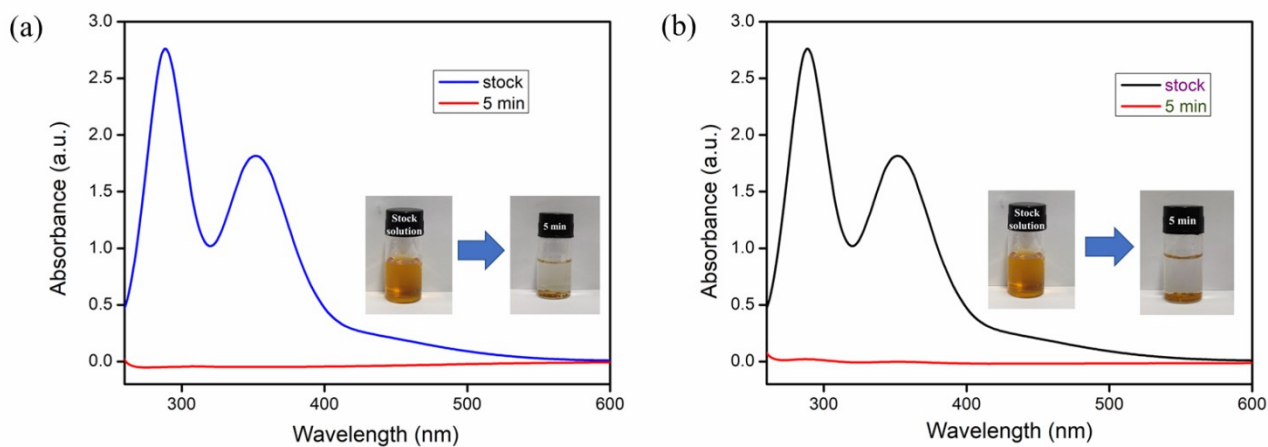 (a)
3.0
2.5
2.0
1.5
1.0
0.5
0.0
Absorbance (a.u.)
stock
5 min
Stock
solution
5 min
300
400
500
600
Wavelength (nm)
(b)
3.0
2.5
2.0
1.5
1.0
0.5
0.0
Absorbance (a.u.)
stock
5 min
Stock
solution
5 min
300
400
500
600
Wavelength (nm)